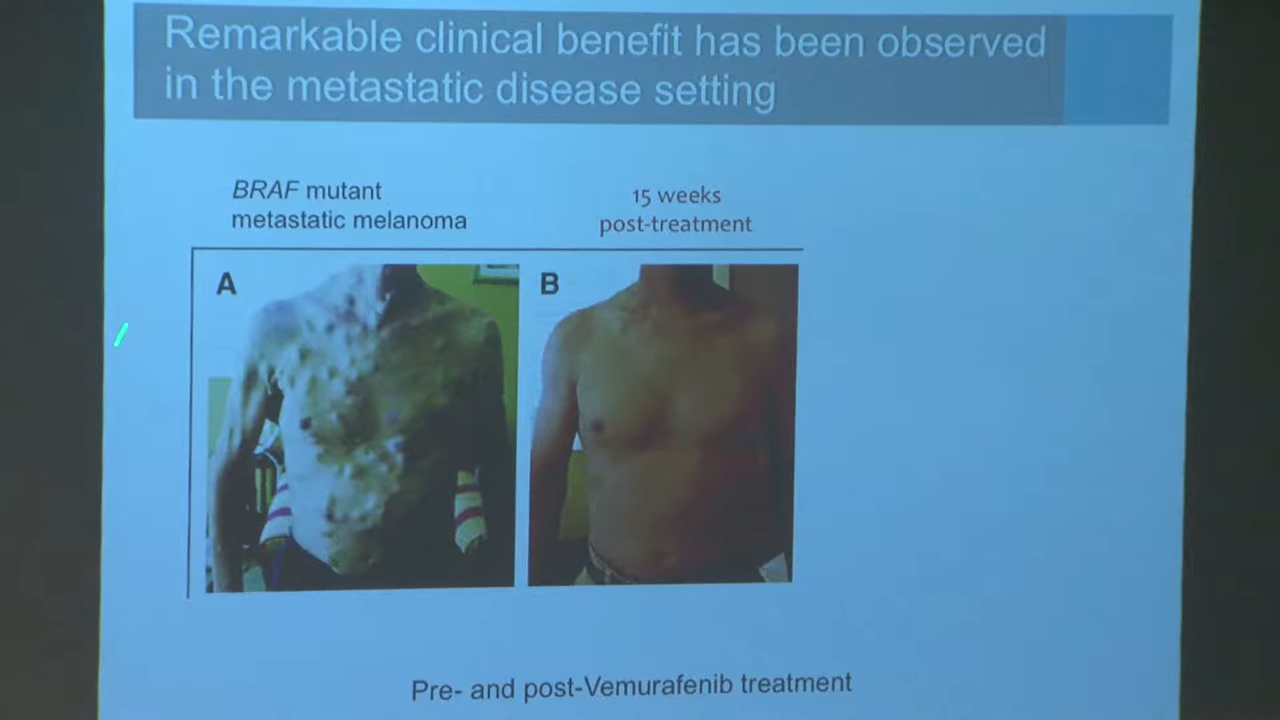 Remarkable clinical benefit has been observed
in the metastatic disease setting
BRAF mutant
metastatic melanoma
15 weeks
post-treatment
A
B
Pre- and post-Vemurafenib treatment